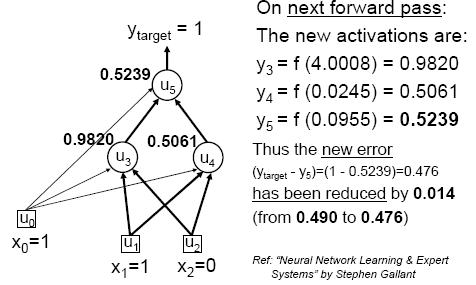 y_target = 1
0.5239
u5
0.9820
0.5061
u3
u4
u0
x0=1
u1
u2
x1=1
x2=0
On next forward pass:
The new activations are:
y3 = f (4.0008) = 0.9820
y4 = f (0.0245) = 0.5061
y5 = f (0.0955) = 0.5239
Thus the new error
(y_target - y5)=(1 - 0.5239)=0.476
has been reduced by 0.014
(from 0.490 to 0.476)
Ref: "Neural Network Learning & Expert
Systems" by Stephen Gallant